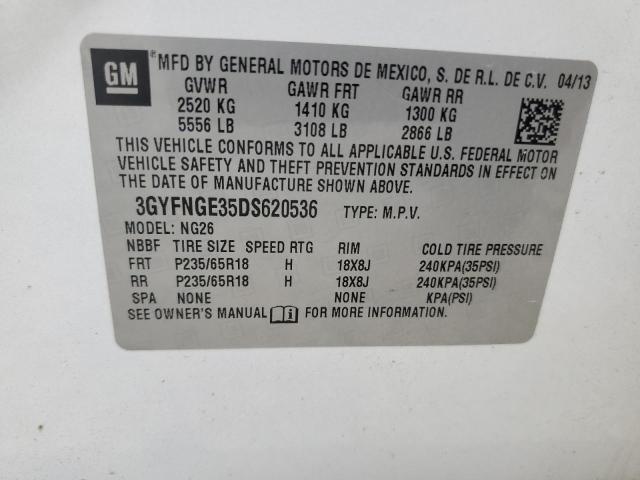 GM
® MFD BY GENERAL MOTORS DE MEXICO, S. DE R.L. DE C.V. 04/13
GVWR GAWR FRT GAWR RR
2520 KG 1410 KG 1300 KG
5556 LB 3108 LB 2866 LB
THIS VEHICLE CONFORMS TO ALL APPLICABLE U.S. FEDERAL MOTOR
VEHICLE SAFETY AND THEFT PREVENTION STANDARDS IN EFFECT ON
THE DATE OF MANUFACTURE SHOWN ABOVE.
3GYFNGE35DS620536 TYPE: M.P.V.
MODEL: NG26
NBBF TIRE SIZE SPEED RTG RIM COLD TIRE PRESSURE
FRT P235/65R18 H 18X8J 240KPA(35PSI)
RR P235/65R18 H 18X8J 240KPA(35PSI)
SPA NONE NONE KPA(PSI)
SEE OWNER'S MANUAL FOR MORE INFORMATION.